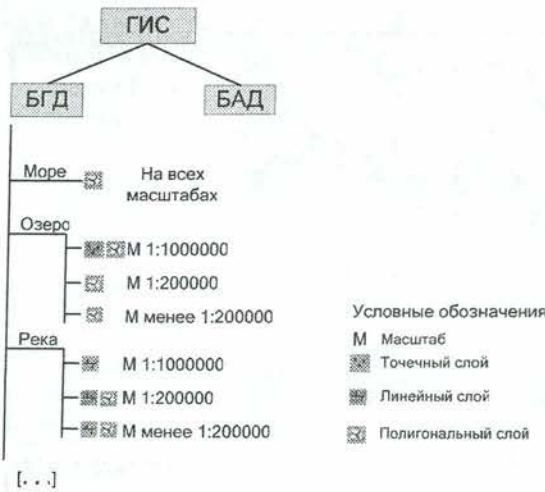 ГИС
БГД
БАД
Море
На всех
масштабах
Озеро
М 1:1000000
М 1:200000
М менее 1:200000
Река
М 1:1000000
М 1:200000
М менее 1:200000
[. . .]
Условные обозначения
М Масштаб
Точечный слой
Линейный слой
Полигональный слой